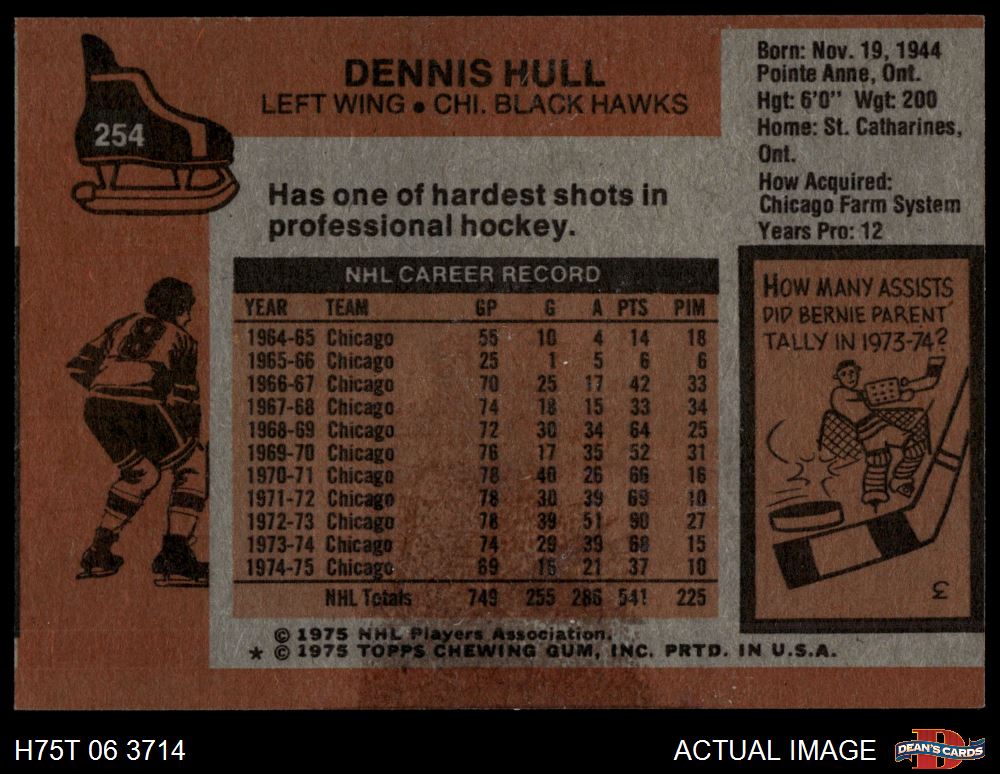 254
DENNIS HULL
LEFT WING • CHI. BLACK HAWKS
Born: Nov. 19, 1944
Pointe Anne, Ont.
Hgt: 6'0" Wgt: 200
Home: St. Catharines,
Ont.
How Acquired:
Chicago Farm System
Years Pro: 12
Has one of hardest shots in
professional hockey.
NHL CAREER RECORD
YEAR TEAM GP G A PTS PIM
1964-65 Chicago 55 10 4 14 18
1965-66 Chicago 25 1 5 6 6
1966-67 Chicago 70 25 17 42 33
1967-68 Chicago 74 18 15 33 34
1968-69 Chicago 72 30 34 64 25
1969-70 Chicago 76 17 35 52 31
1970-71 Chicago 78 40 26 66 16
1971-72 Chicago 78 30 39 69 10
1972-73 Chicago 78 39 51 90 27
1973-74 Chicago 74 29 39 68 15
1974-75 Chicago 69 16 21 37 10
NHL Totals 749 255 286 541 225
HOW MANY ASSISTS
DID BERNIE PARENT
TALLY IN 1973-74?
3
© 1975 NHL Players Association.
* © 1975 TOPPS CHEWING GUM, INC. PRTD. IN U.S.A.
H75T 06 3714
ACTUAL IMAGE
D
DEAN'S CARDS